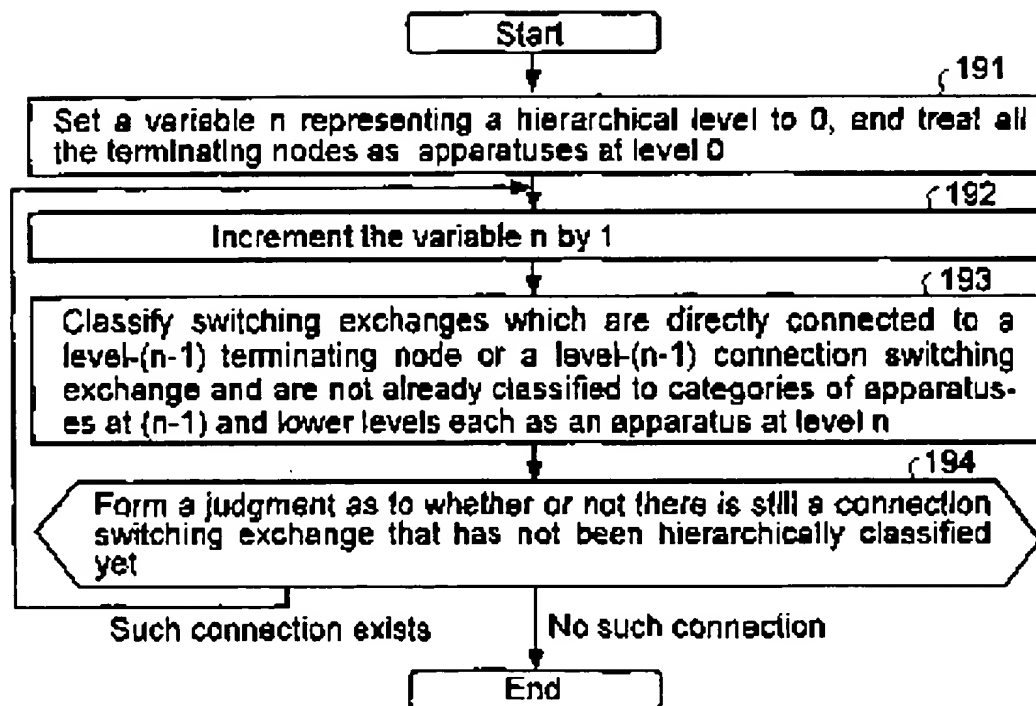 Start
191
Set a variable n representing a hierarchical level to 0, and treat all
the terminating nodes as apparatuses at level 0
192
Increment the variable n by 1
193
Classify switching exchanges which are directly connected to a
level-(n-1) terminating node or a level-(n-1) connection switching
exchange and are not already classified to categories of apparatus-
es at (n-1) and lower levels each as an apparatus at level n
194
Form a judgment as to whether or not there is still a connection
switching exchange that has not been hierarchically classified
yet
Such connection exists
No such connection
End